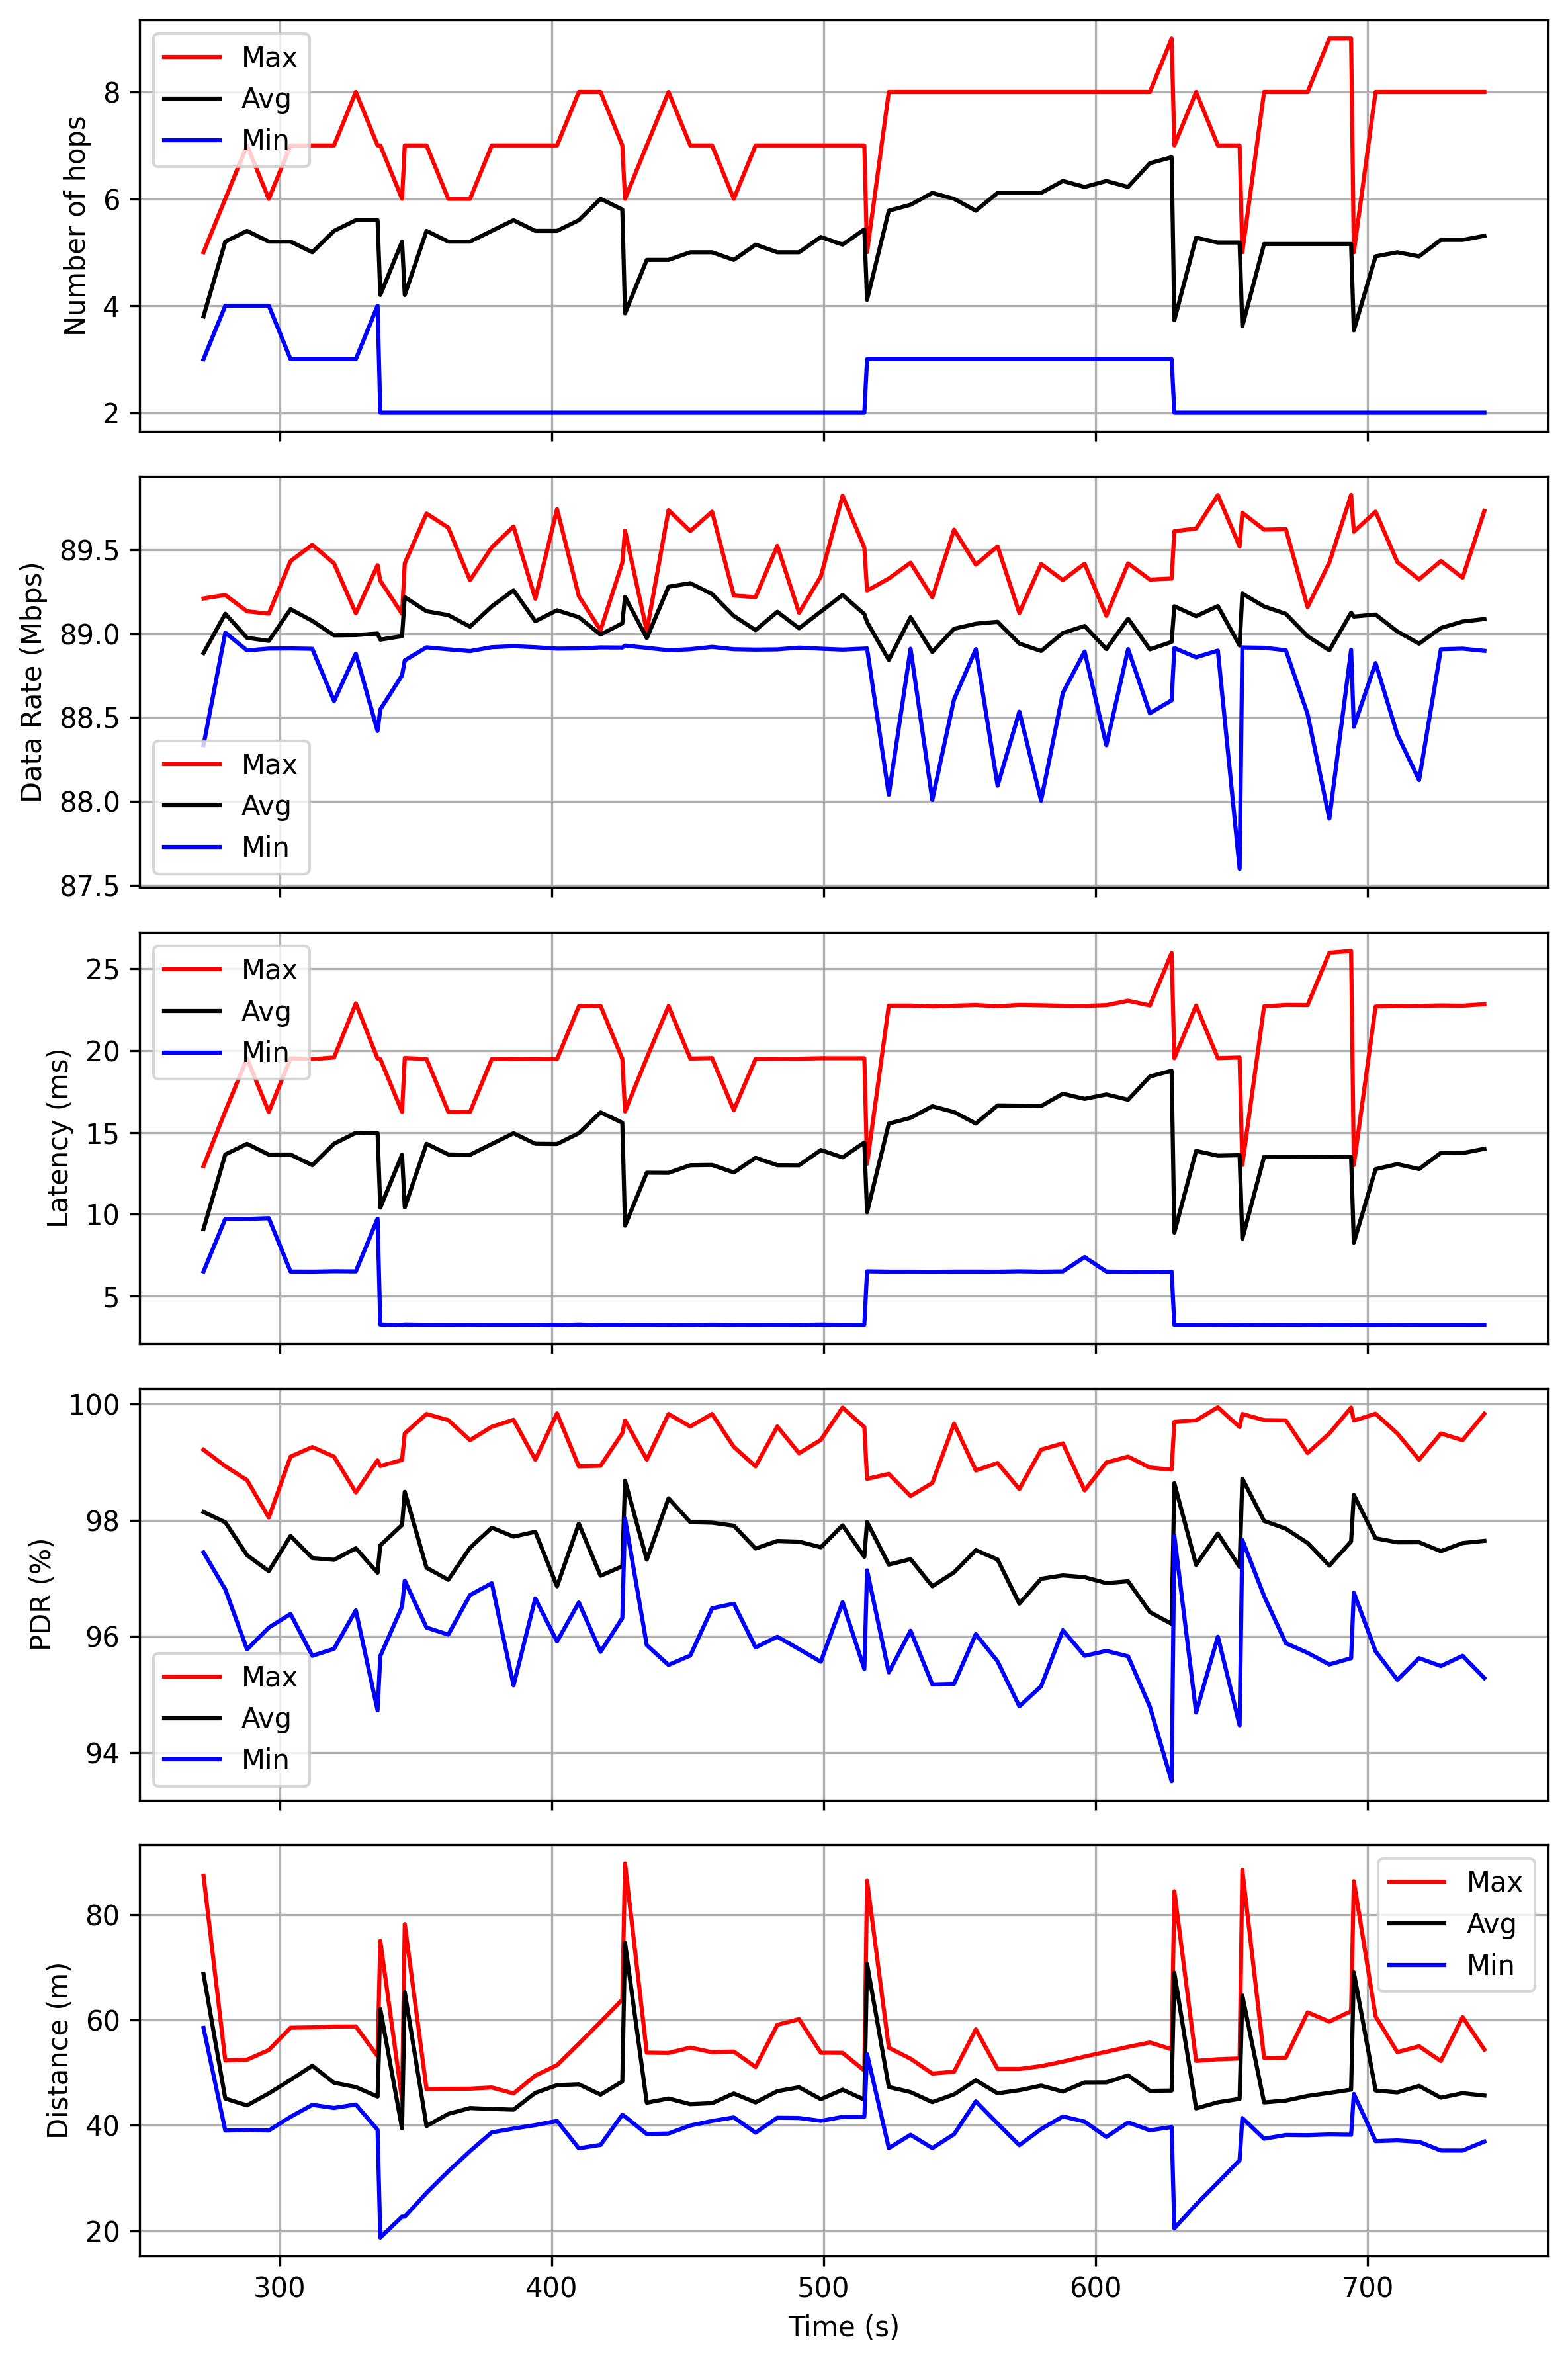 Number of hops
8
6
4
2
Max
Avg
Min
Data Rate (Mbps)
89.5
89.0
88.5
88.0
87.5
Max
Avg
Min
Latency (ms)
25
20
15
10
5
Max
Avg
Min
PDR (%)
100
98
96
94
Max
Avg
Min
Distance (m)
80
60
40
20
Max
Avg
Min
300 400 500 600 700
Time (s)